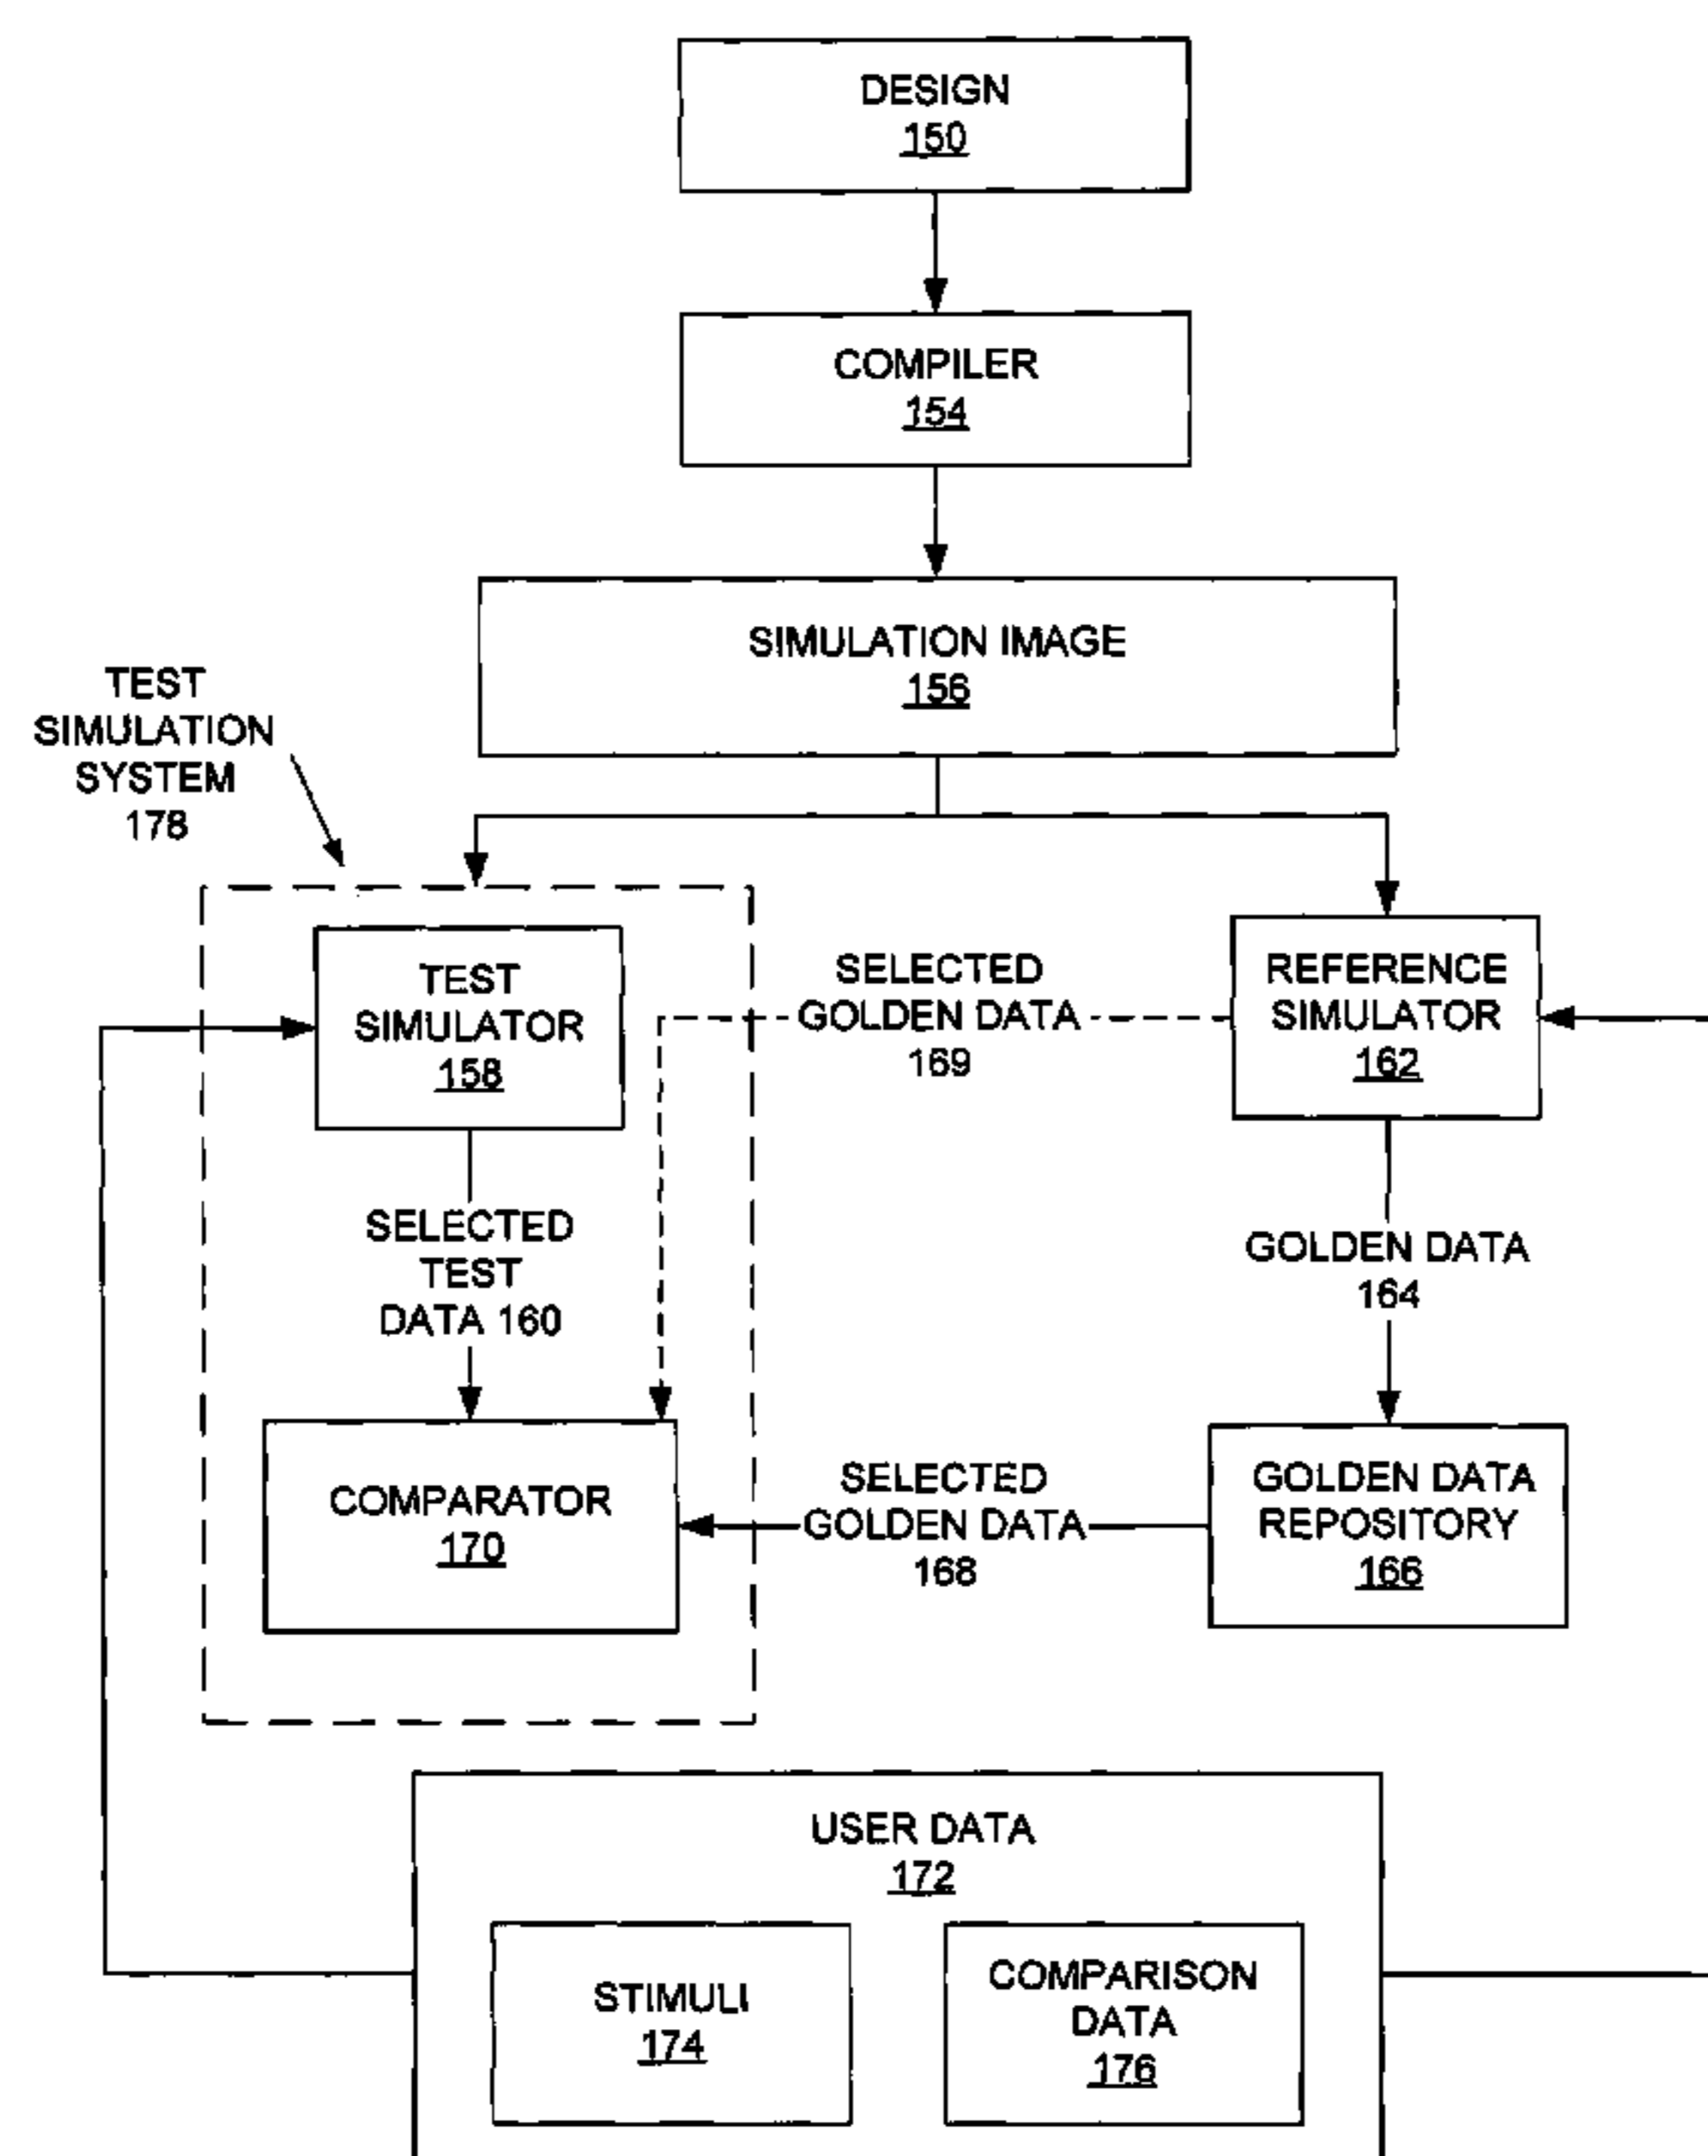 DESIGN
150
COMPILER
154
SIMULATION IMAGE
156
TEST
SIMULATION
SYSTEM
178
TEST
SIMULATOR
158
SELECTED
GOLDEN DATA
169
REFERENCE
SIMULATOR
162
SELECTED
TEST
DATA 160
GOLDEN DATA
164
COMPARATOR
170
SELECTED
GOLDEN DATA
168
GOLDEN DATA
REPOSITORY
166
USER DATA
172
STIMULI
174
COMPARISON
DATA
176